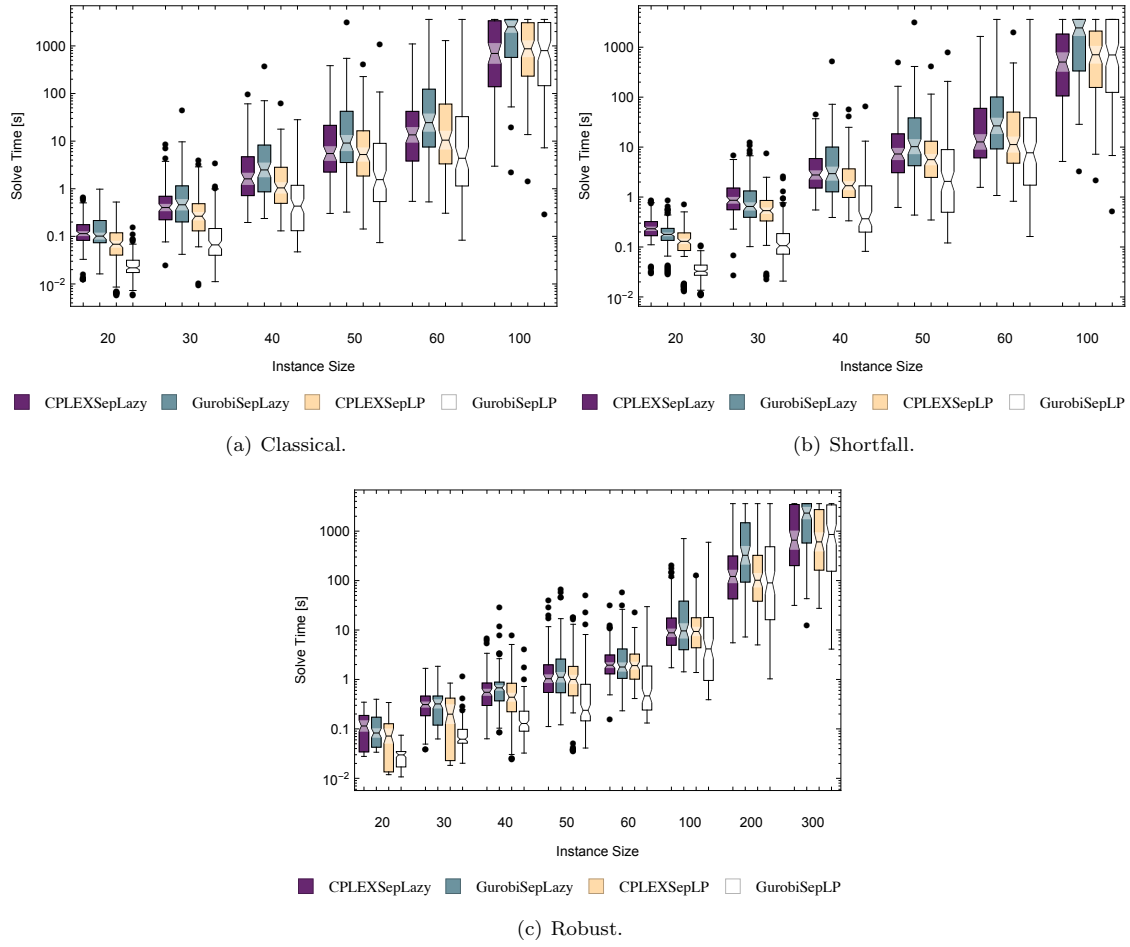 Solve Time [s]
1000
100
10
1
0.1
10⁻²
20 30 40 50 60 100
Instance Size
CPLEXSepLazy GurobiSepLazy CPLEXSepLP GurobiSepLP
(a) Classical.
Solve Time [s]
1000
100
10
1
0.1
10⁻²
20 30 40 50 60 100
Instance Size
CPLEXSepLazy GurobiSepLazy CPLEXSepLP GurobiSepLP
(b) Shortfall.
Solve Time [s]
1000
100
10
1
0.1
10⁻²
20 30 40 50 60 100 200 300
Instance Size
CPLEXSepLazy GurobiSepLazy CPLEXSepLP GurobiSepLP
(c) Robust.